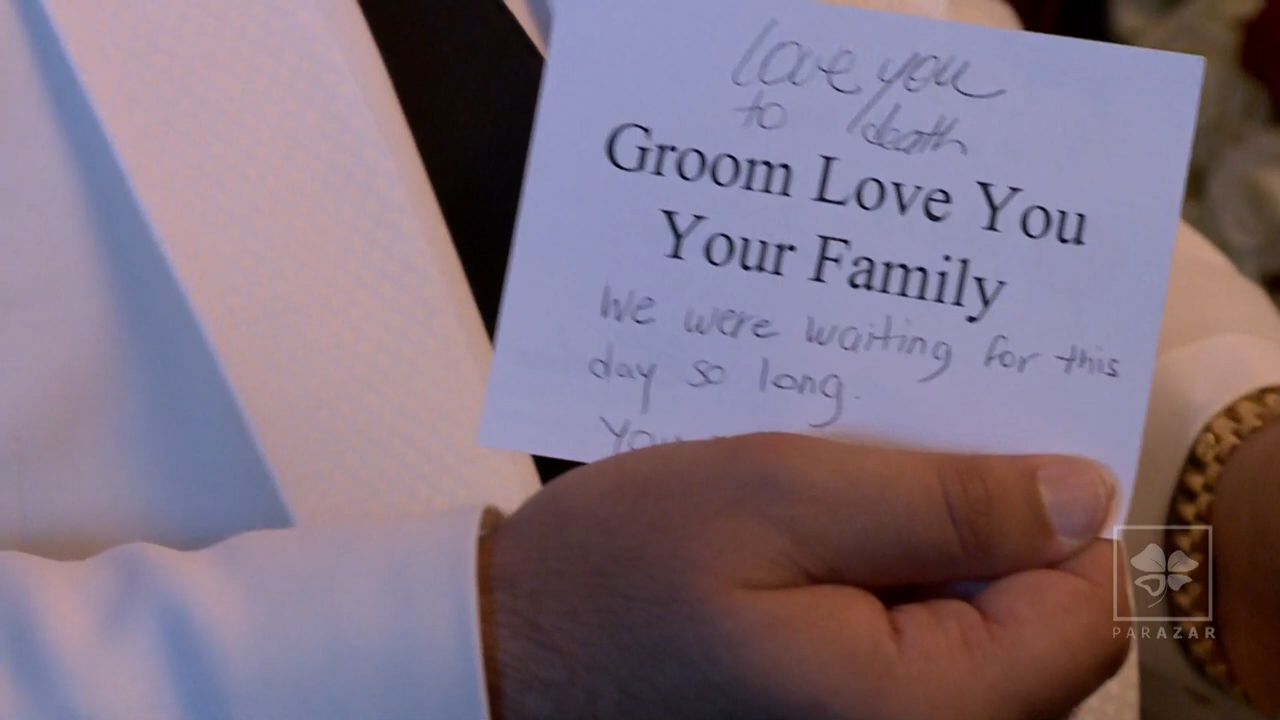 love you
to death
Groom Love You
Your Family
We were waiting for this
day so long.
PARAZAR